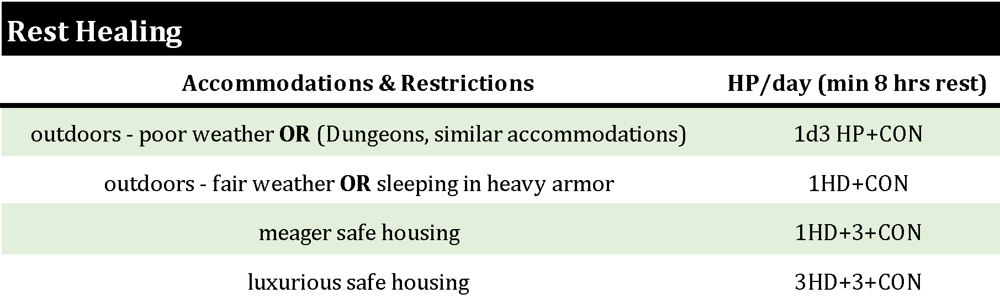 Rest Healing
Accommodations & Restrictions HP/day (min 8 hrs rest)
outdoors - poor weather OR (Dungeons, similar accommodations) 1d3 HP+CON
outdoors - fair weather OR sleeping in heavy armor 1HD+CON
meager safe housing 1HD+3+CON
luxurious safe housing 3HD+3+CON